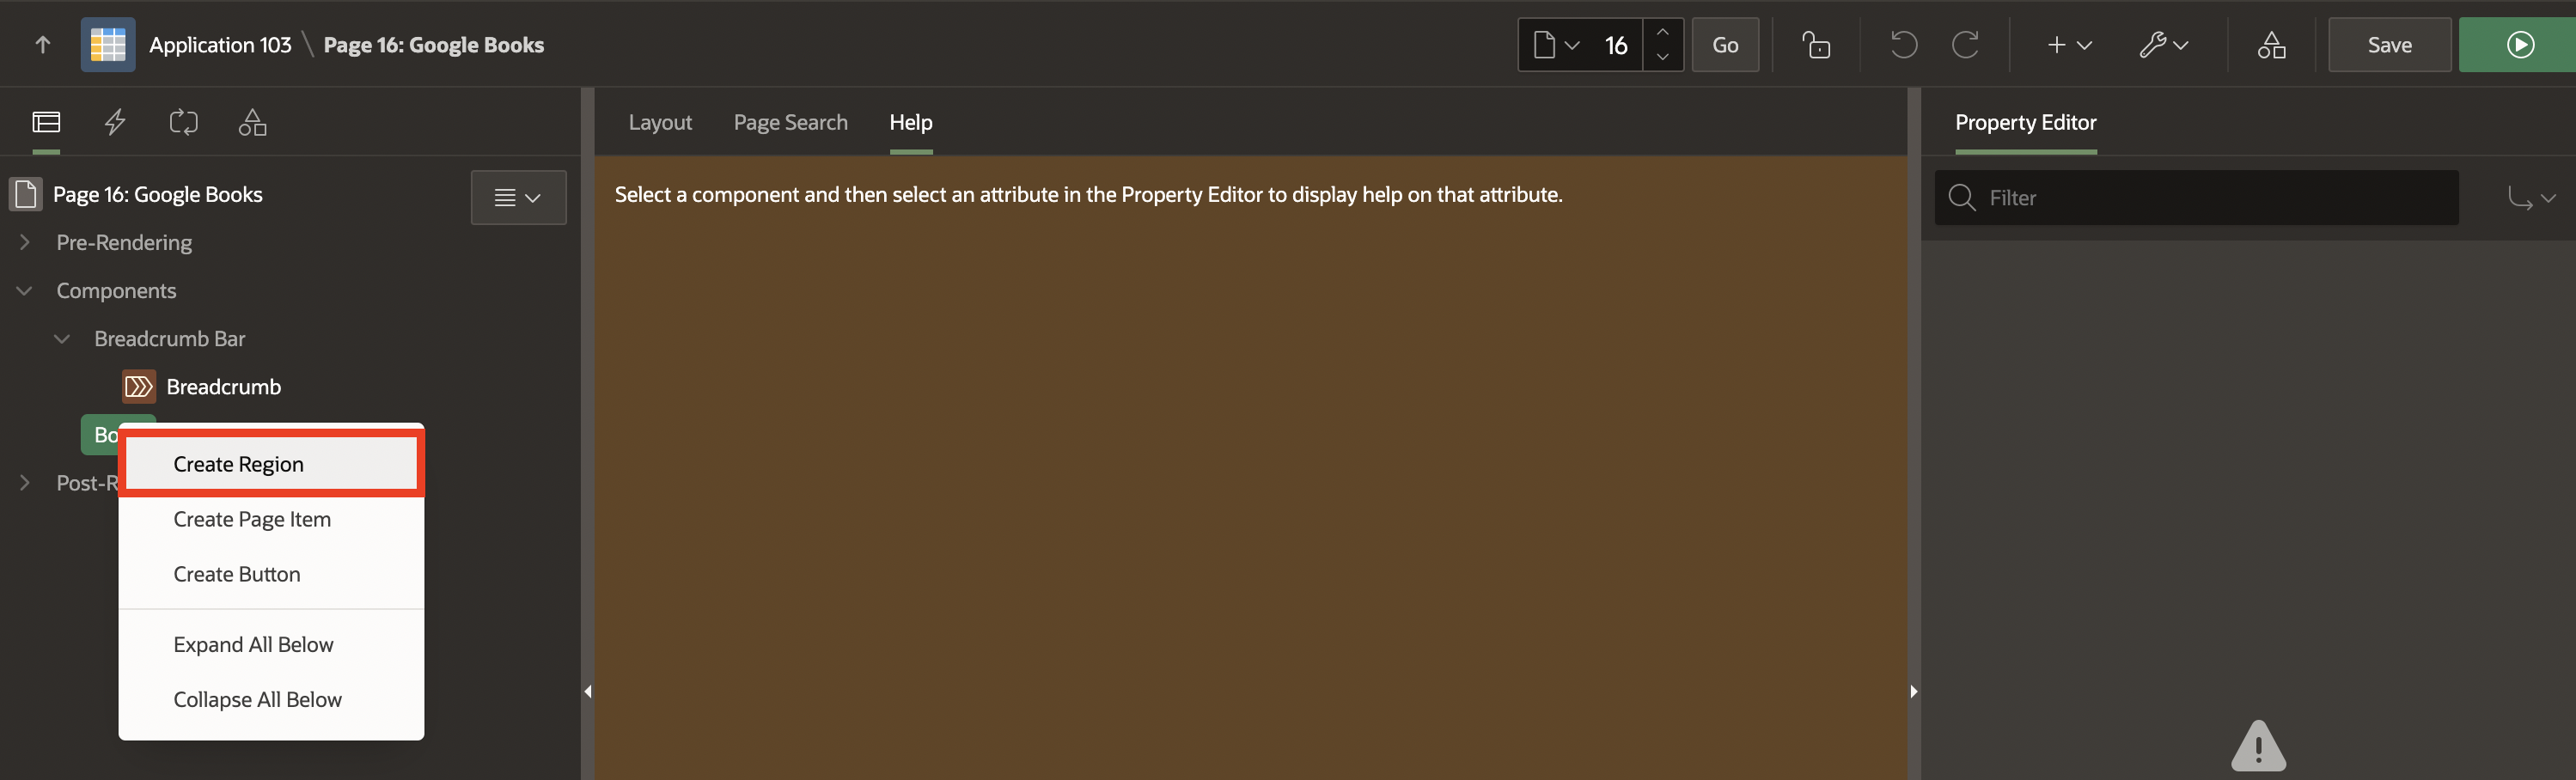 Application 103 \ Page 16: Google Books
16
Go
Save
Layout
Page Search
Help
Property Editor
Page 16: Google Books
Select a component and then select an attribute in the Property Editor to display help on that attribute.
Filter
Pre-Rendering
Components
Breadcrumb Bar
Breadcrumb
Bo
Create Region
Post-R
Create Page Item
Create Button
Expand All Below
Collapse All Below